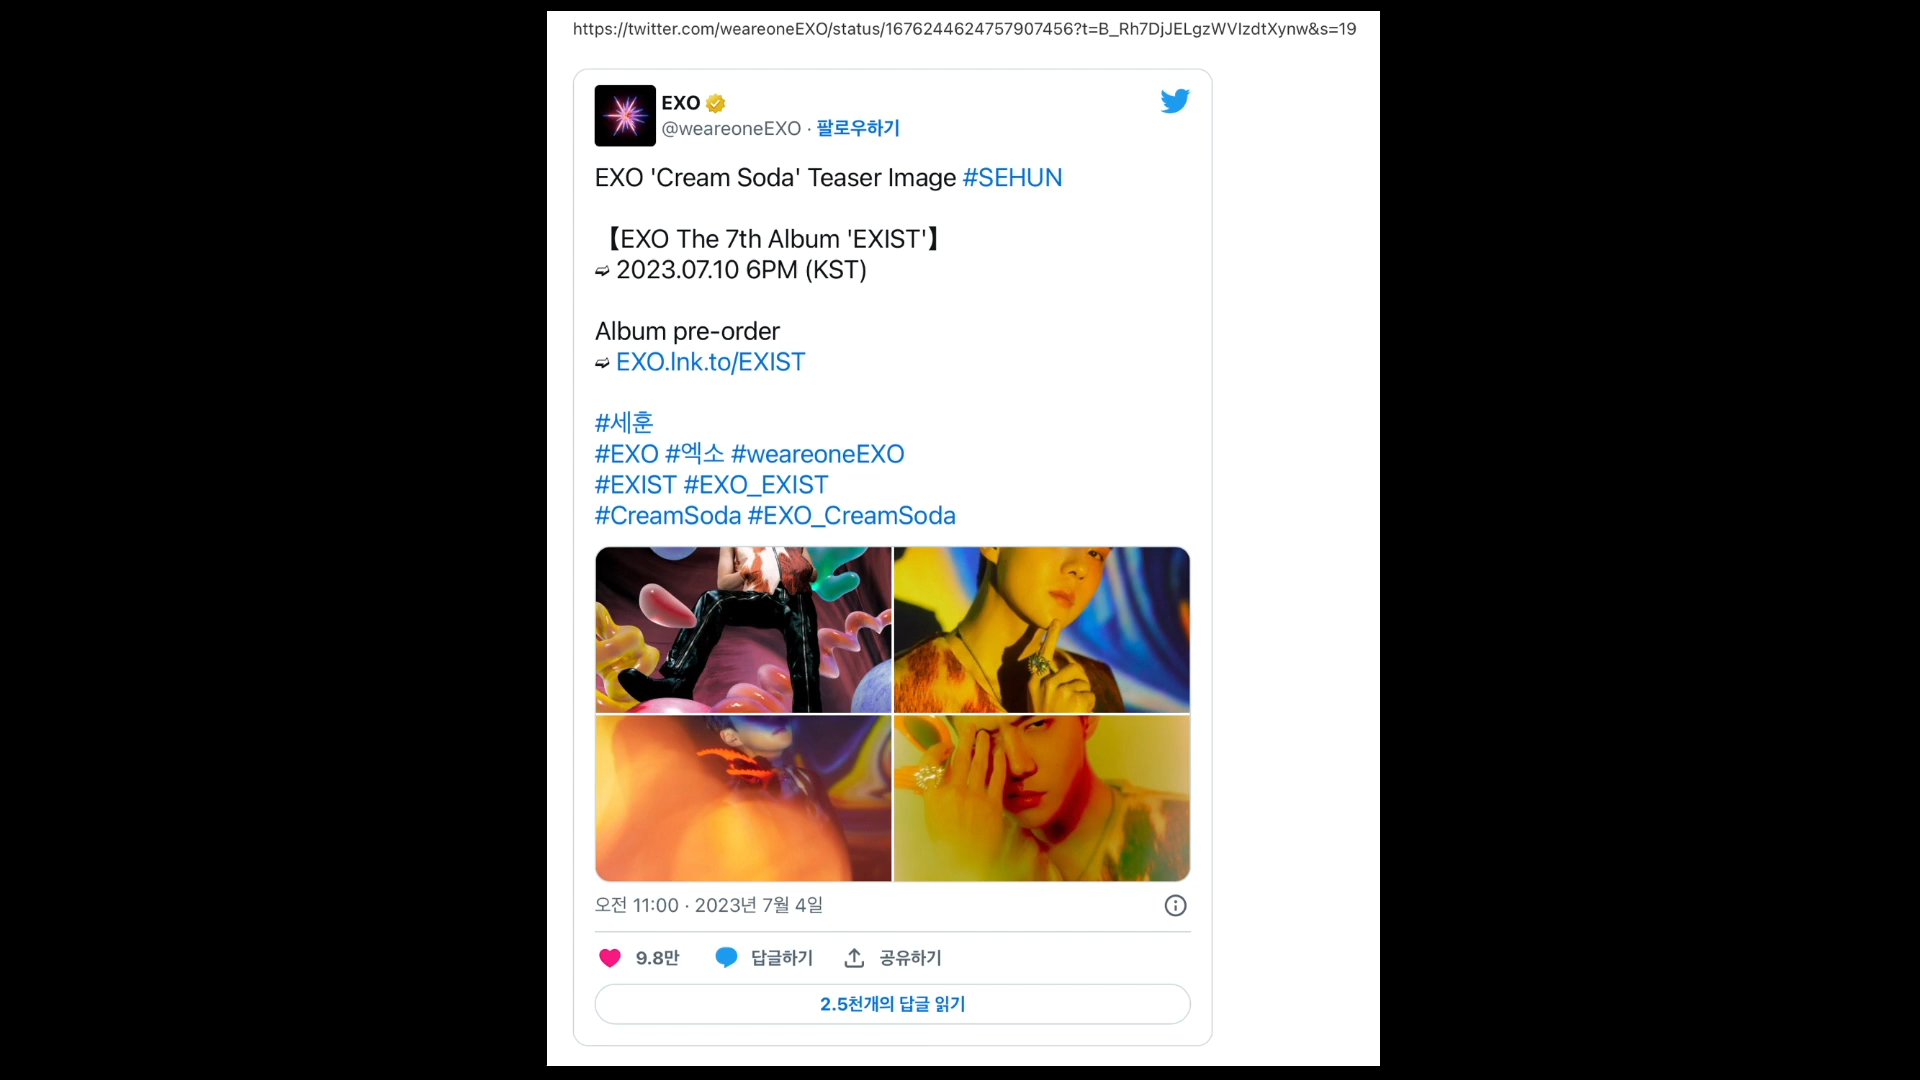 https://twitter.com/weareoneEXO/status/1676244624757907456?t=B_Rh7DjJELgzWVIzdtXynw&s=19
EXO
@weareoneEXO · 팔로우하기
EXO 'Cream Soda' Teaser Image #SEHUN
【EXO The 7th Album 'EXIST'】
➫ 2023.07.10 6PM (KST)
Album pre-order
➫ EXO.lnk.to/EXIST
#세훈
#EXO #엑소 #weareoneEXO
#EXIST #EXO_EXIST
#CreamSoda #EXO_CreamSoda
오전 11:00 · 2023년 7월 4일
9.8만 답글하기 공유하기
2.5천개의 답글 읽기